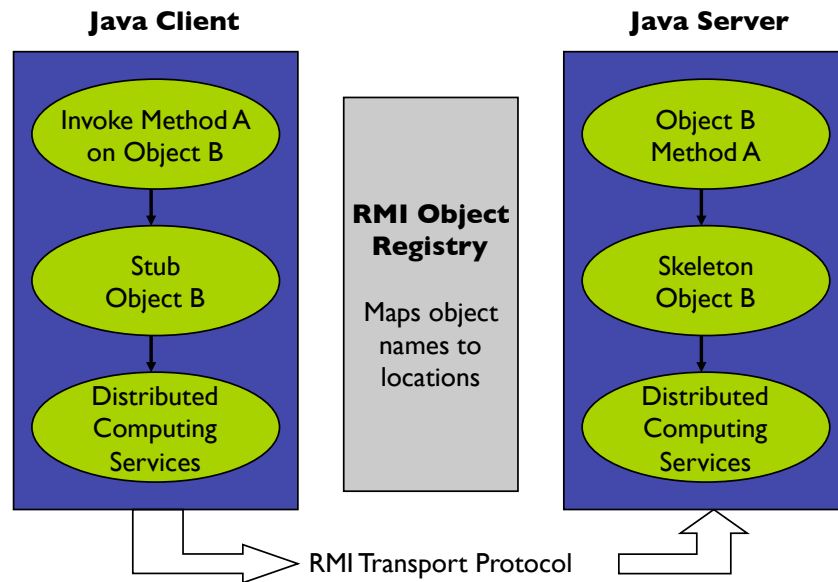 Java Client
Invoke Method A
on Object B
Stub
Object B
Distributed
Computing
Services
RMI Object
Registry
Maps object
names to
locations
Java Server
Object B
Method A
Skeleton
Object B
Distributed
Computing
Services
RMI Transport Protocol